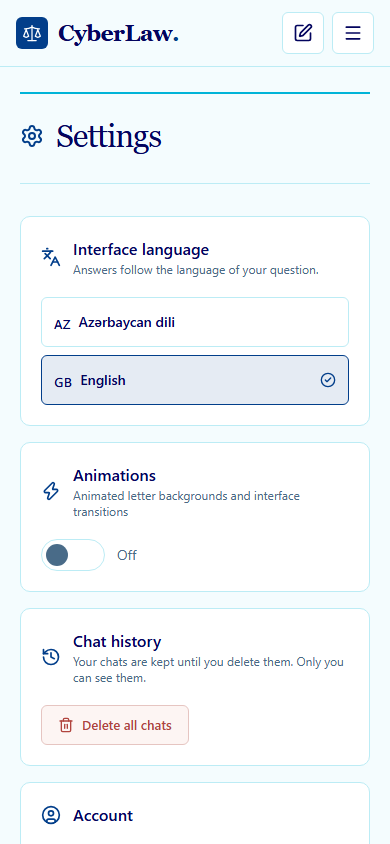 CyberLaw.
Settings
Interface language
Answers follow the language of your question.
AZ Azərbaycan dili
GB English
Animations
Animated letter backgrounds and interface
transitions
Off
Chat history
Your chats are kept until you delete them. Only you
can see them.
Delete all chats
Account